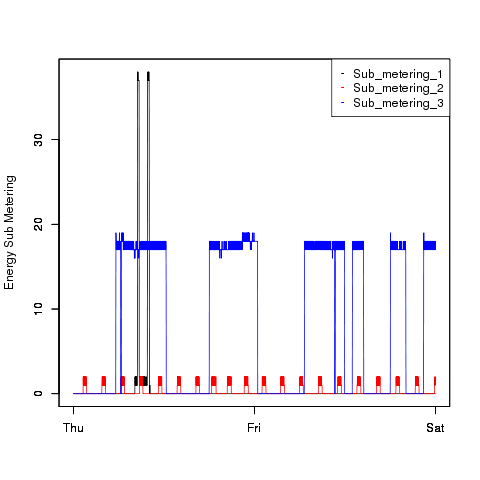 Sub_metering_1
Sub_metering_2
Sub_metering_3
Energy Sub Metering
30
20
10
0
Thu Fri Sat